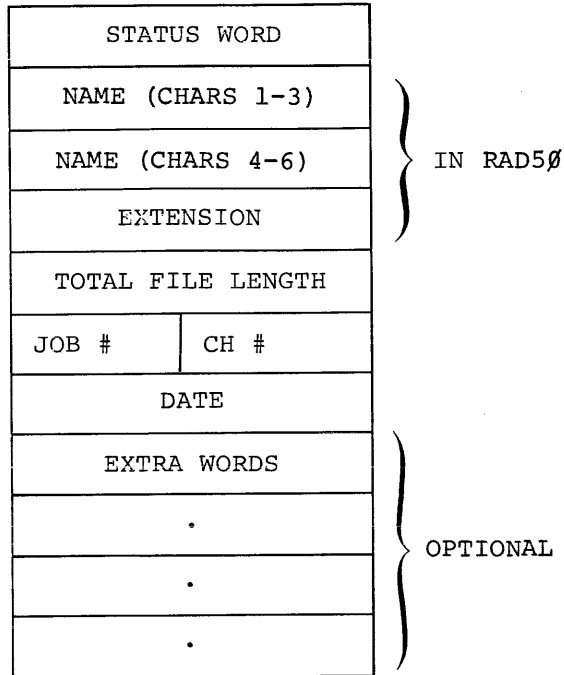 STATUS WORD
NAME (CHARS 1-3)
NAME (CHARS 4-6)
IN RAD5Ø
EXTENSION
TOTAL FILE LENGTH
JOB # CH #
DATE
EXTRA WORDS
.
OPTIONAL
.
.